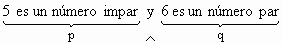 5 es un número impar y 6 es un número par
p ^ q